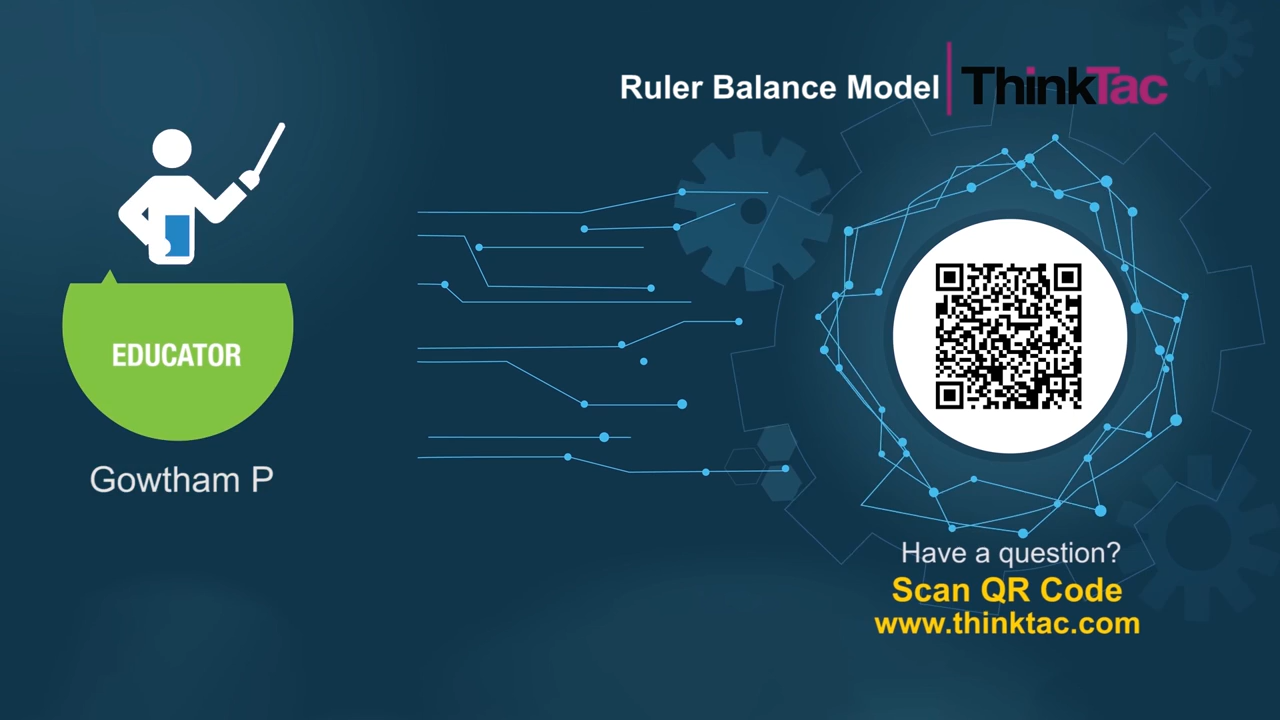 Ruler Balance Model
ThinkTac
EDUCATOR
Gowtham P
Have a question?
Scan QR Code
www.thinktac.com